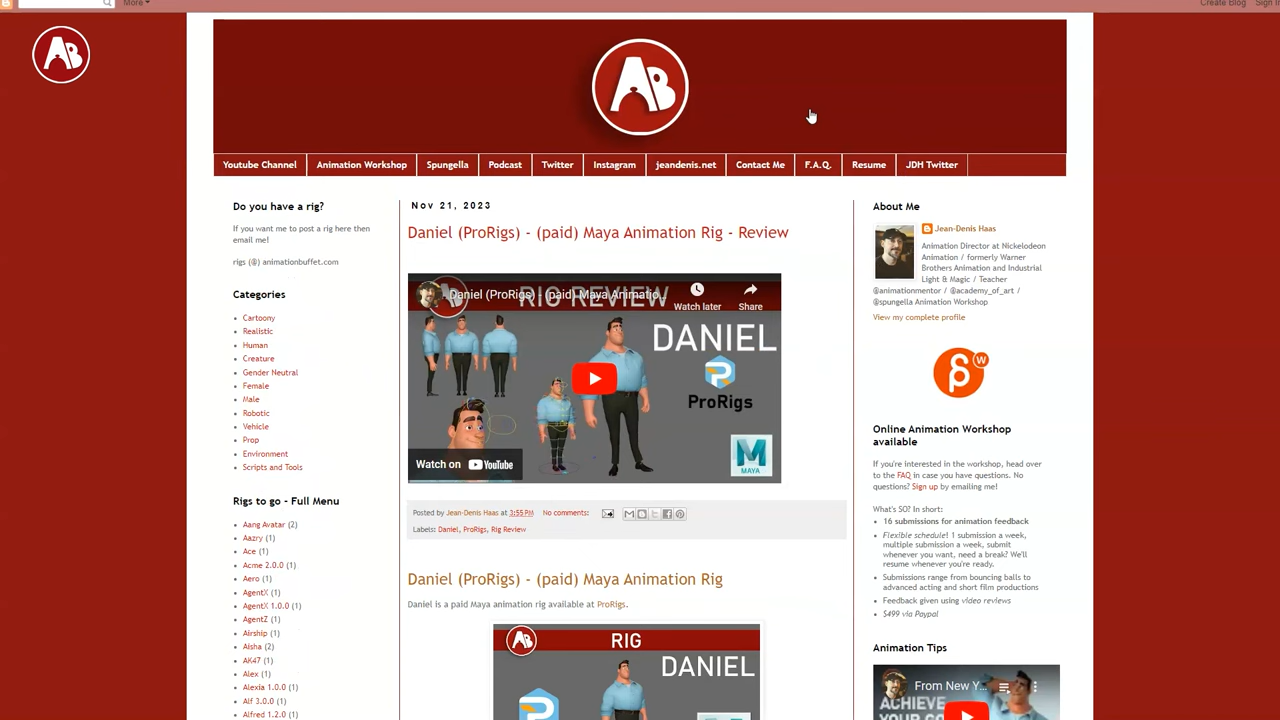 More
Create Blog
Sign In
AB
AB
Youtube Channel
Animation Workshop
Spungella
Podcast
Twitter
Instagram
jeandenis.net
Contact Me
F.A.Q.
Resume
JDH Twitter
Do you have a rig?
If you want me to post a rig here then
email me!
rigs (@) animationbuffet.com
Categories
Cartoony
Realistic
Human
Creature
Gender Neutral
Female
Male
Robotic
Vehicle
Prop
Environment
Scripts and Tools
Rigs to go - Full Menu
Aang Avatar (2)
Aazry (1)
Ace (1)
Acme 2.0.0 (1)
Aero (1)
AgentX (1)
AgentX 1.0.0 (1)
AgentZ (1)
Airship (1)
Aisha (2)
AK47 (1)
Alex (1)
Alexia 1.0.0 (1)
Alf 3.0.0 (1)
Alfred 1.2.0 (1)
Nov 21, 2023
Daniel (ProRigs) - (paid) Maya Animation Rig - Review
Daniel (ProRigs) - (paid) Maya Animatio...
RIG REVIEW
Watch later
Share
DANIEL
ProRigs
MAYA
Watch on YouTube
Posted by Jean-Denis Haas at 3:55PM No comments:
Labels: Daniel, ProRigs, Rig Review
Daniel (ProRigs) - (paid) Maya Animation Rig
Daniel is a paid Maya animation rig available at ProRigs.
AB
RIG
DANIEL
About Me
Jean-Denis Haas
Animation Director at Nickelodeon
Animation / formerly Warner
Brothers Animation and Industrial
Light & Magic / Teacher
@animationmentor / @academy_of_art /
@spungella Animation Workshop
View my complete profile
W
Online Animation Workshop
available
If you're interested in the workshop, head over
to the FAQ in case you have questions. No
questions? Sign up by emailing me!
What's SO? In short:
16 submissions for animation feedback
Flexible schedule! 1 submission a week,
multiple submission a week, submit
whenever you want, need a break? We'll
resume whenever you're ready.
Submissions range from bouncing balls to
advanced acting and short film productions
Feedback given using video reviews
$499 via Paypal
Animation Tips
From New Y...
ACHIEVE
YOUR GO